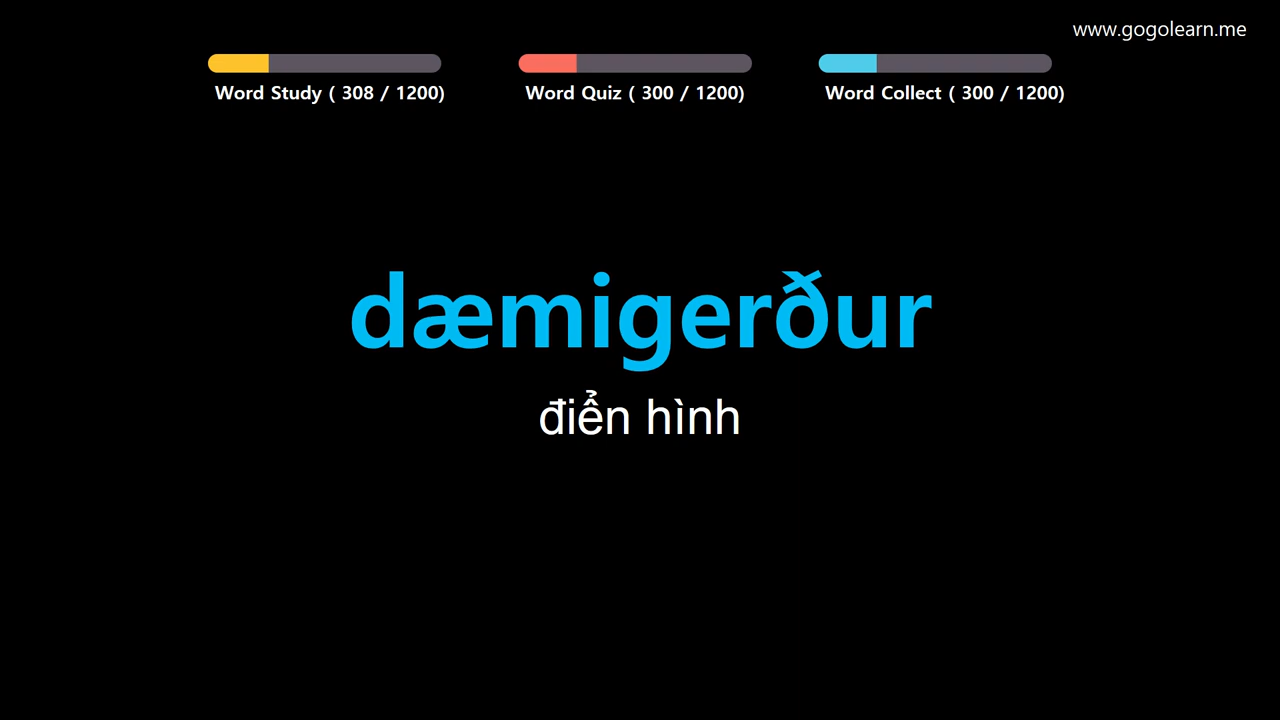 www.gogolearn.me
Word Study ( 308 / 1200)
Word Quiz ( 300 / 1200)
Word Collect ( 300 / 1200)
dæmigerður
điển hình